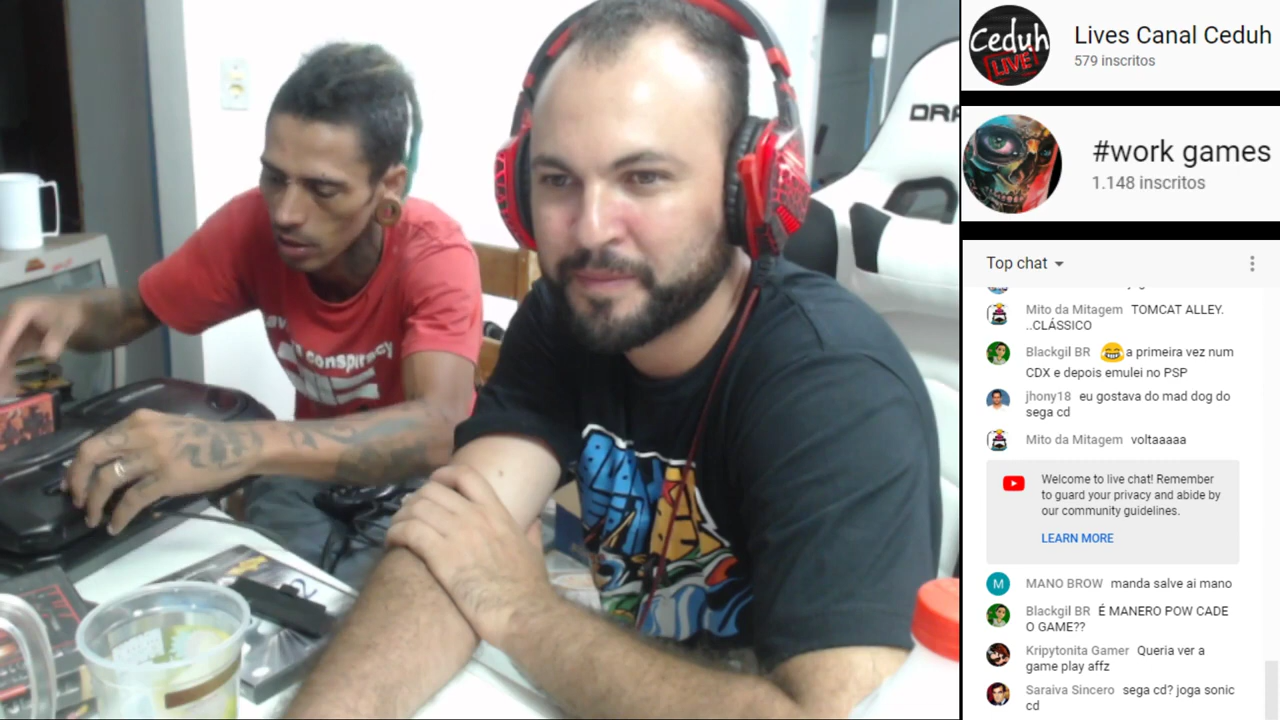 Ceduh
LIVE
Lives Canal Ceduh
579 inscritos
#work games
1.148 inscritos
Top chat
Mito da Mitagem TOMCAT ALLEY.
..CLÁSSICO
Blackgil BR 😂a primeira vez num
CDX e depois emulei no PSP
jhony18 eu gostava do mad dog do
sega cd
Mito da Mitagem voltaaaaa
Welcome to live chat! Remember
to guard your privacy and abide by
our community guidelines.
LEARN MORE
M MANO BROW manda salve ai mano
Blackgil BR É MANERO POW CADE
O GAME??
Kripytonita Gamer Queria ver a
game play affz
Saraiva Sincero sega cd? joga sonic
cd
conspiracy